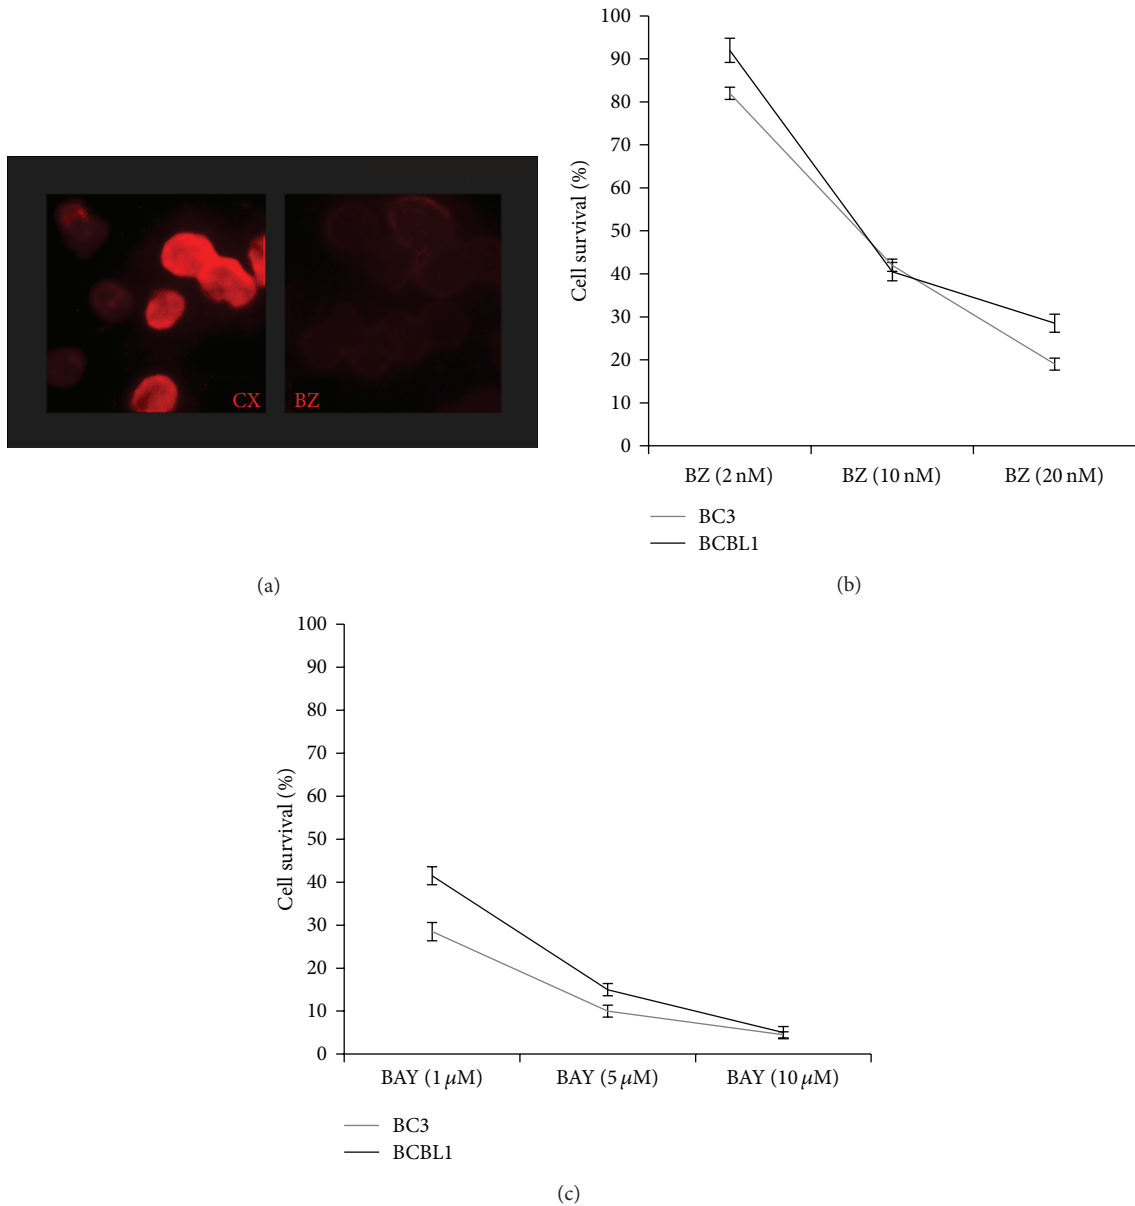 CX
BZ
(a)
100
90
80
70
60
50
40
30
20
10
0
Cell survival (%)
BZ (2 nM) BZ (10 nM) BZ (20 nM)
BC3
BCBL1
(b)
100
90
80
70
60
50
40
30
20
10
0
Cell survival (%)
BAY (1 μM) BAY (5 μM) BAY (10 μM)
BC3
BCBL1
(c)